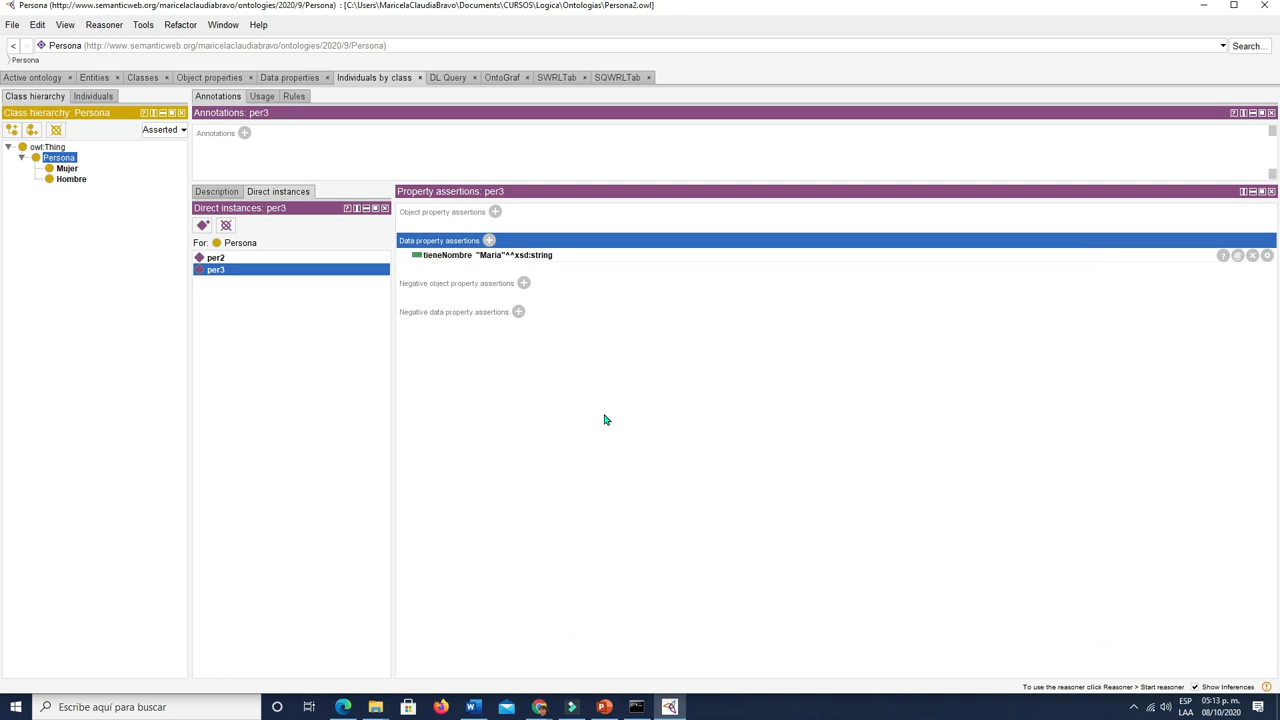 Persona (http://www.semanticweb.org/maricelaclaudiabravo/ontologies/2020/9/Persona) : [C:\Users\MaricelaClaudiaBravo\Documents\CURSOS\Logica\Ontologias\Persona2.owl]
File Edit View Reasoner Tools Refactor Window Help
< > Persona (http://www.semanticweb.org/maricelaclaudiabravo/ontologies/2020/9/Persona) Search...
Persona
Active ontology × Entities × Classes × Object properties × Data properties × Individuals by class × DL Query × OntoGraf × SWRLTab × SQWRLTab ×
Class hierarchy Individuals
Annotations Usage Rules
Class hierarchy: Persona
Annotations: per3
Asserted
Annotations
owl:Thing
Persona
Mujer
Hombre
Description Direct instances
Property assertions: per3
Direct instances: per3
Object property assertions
For: Persona
Data property assertions
per2
tieneNombre "Maria"^^xsd:string
per3
Negative object property assertions
Negative data property assertions
To use the reasoner click Reasoner > Start reasoner Show Inferences
Escribe aquí para buscar
ESP
LAA
05:13 p. m.
08/10/2020